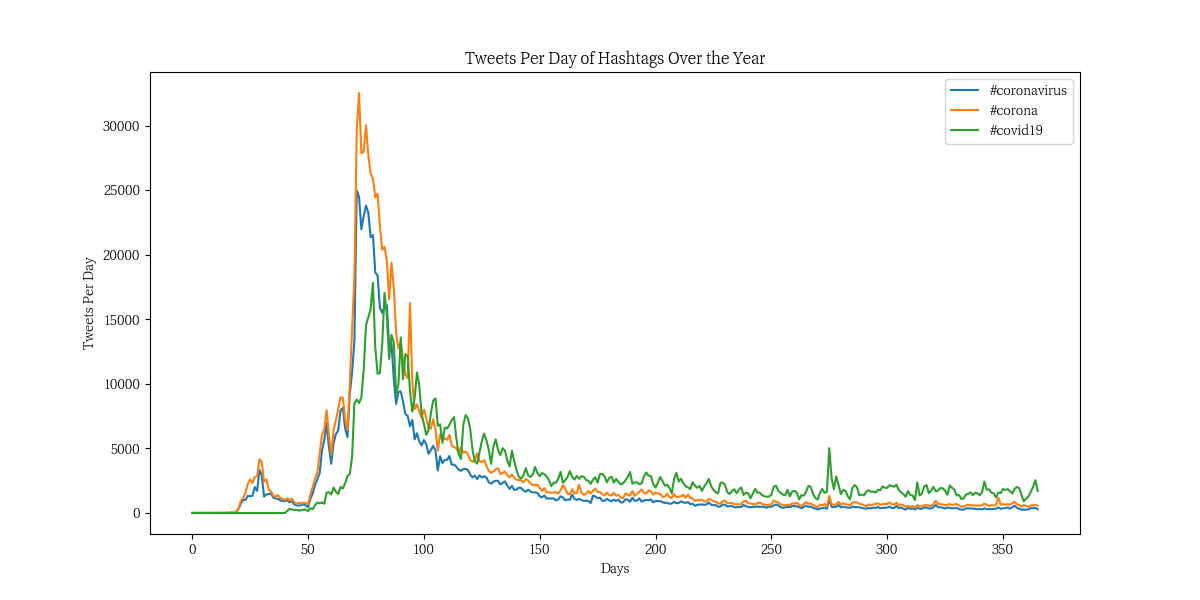 Tweets Per Day of Hashtags Over the Year
#coronavirus
#corona
#covid19
Tweets Per Day
30000
25000
20000
15000
10000
5000
0
0 50 100 150 200 250 300 350
Days